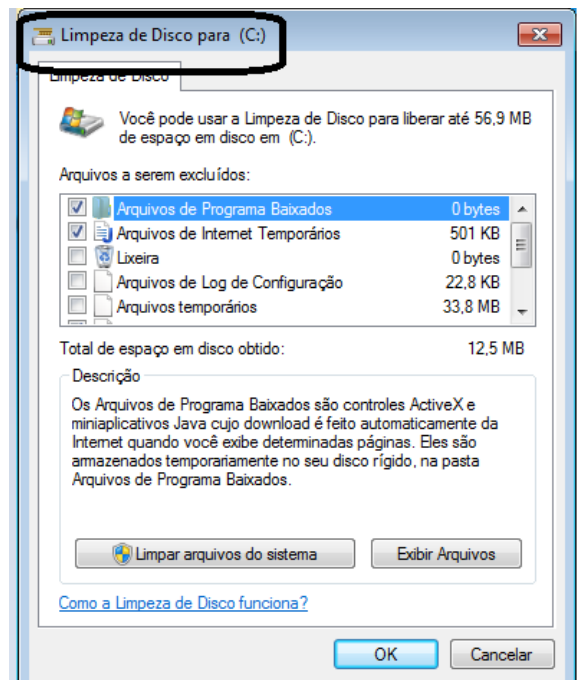 Limpeza de Disco para (C:)
Limpeza de Disco
Você pode usar a Limpeza de Disco para liberar até 56,9 MB
de espaço em disco em (C:).
Arquivos a serem excluídos:
Arquivos de Programa Baixados 0 bytes
Arquivos de Internet Temporários 501 KB
Lixeira 0 bytes
Arquivos de Log de Configuração 22,8 KB
Arquivos temporários 33,8 MB
Total de espaço em disco obtido: 12,5 MB
Descrição
Os Arquivos de Programa Baixados são controles ActiveX e
miniaplicativos Java cujo download é feito automaticamente da
Internet quando você exibe determinadas páginas. Eles são
armazenados temporariamente no seu disco rígido, na pasta
Arquivos de Programa Baixados.
Limpar arquivos do sistema Exibir Arquivos
Como a Limpeza de Disco funciona?
OK Cancelar